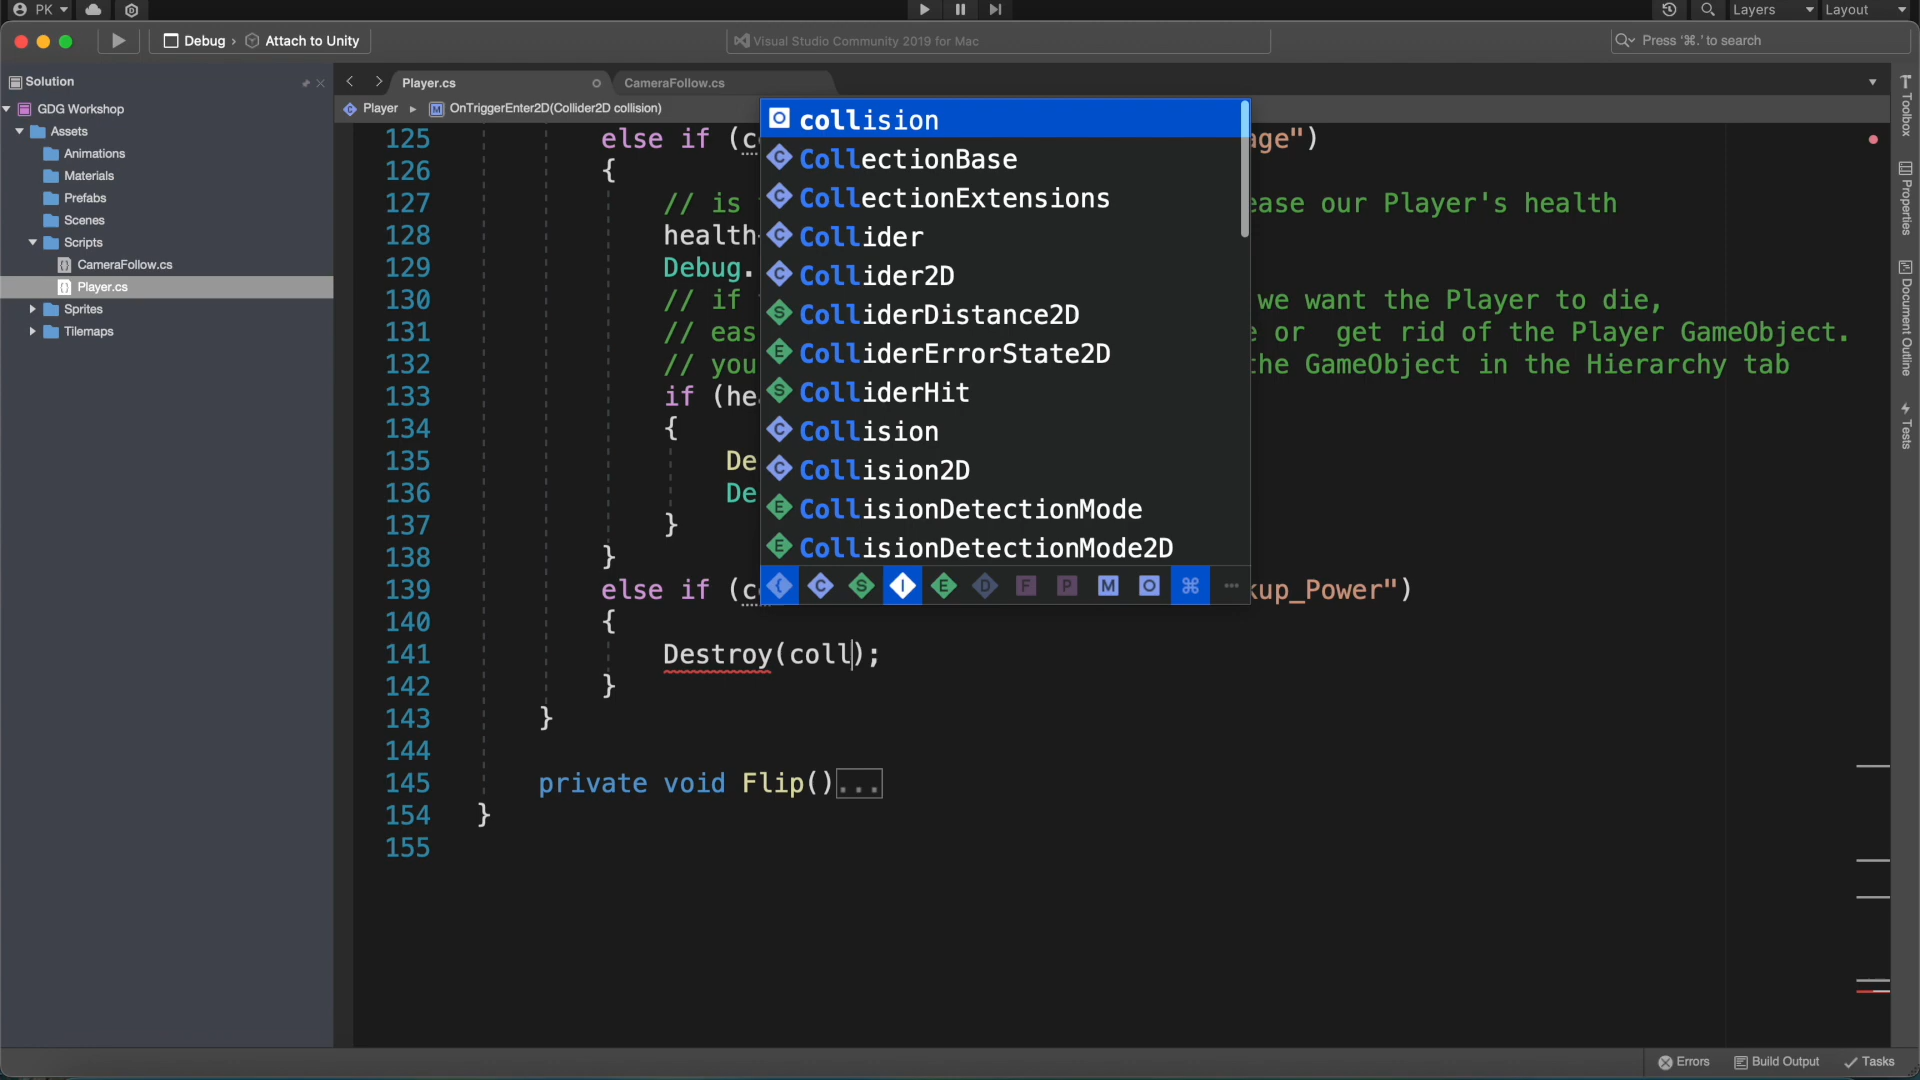 PK
Layers
Layout
Debug › Attach to Unity
Visual Studio Community 2019 for Mac
Press '⌘.' to search
Solution
Player.cs
CameraFollow.cs
GDG Workshop
Player ▸ OnTriggerEnter2D(Collider2D collision)
Assets
Animations
Materials
Prefabs
Scenes
Scripts
CameraFollow.cs
Player.cs
Sprites
Tilemaps
125 else if (c age")
126 {
127 // is ease our Player's health
128 health
129 Debug.
130 // if we want the Player to die,
131 // eas e or  get rid of the Player GameObject.
132 // you he GameObject in the Hierarchy tab
133 if (hea
134 {
135 De
136 De
137 }
138 }
139 else if (c kup_Power")
140 {
141 Destroy(coll);
142 }
143 }
144
145 private void Flip()...
154 }
155
collision
CollectionBase
CollectionExtensions
Collider
Collider2D
ColliderDistance2D
ColliderErrorState2D
ColliderHit
Collision
Collision2D
CollisionDetectionMode
CollisionDetectionMode2D
{ C S I E D F P M O ⌘ ...
Toolbox
Properties
Document Outline
Tests
Errors
Build Output
Tasks